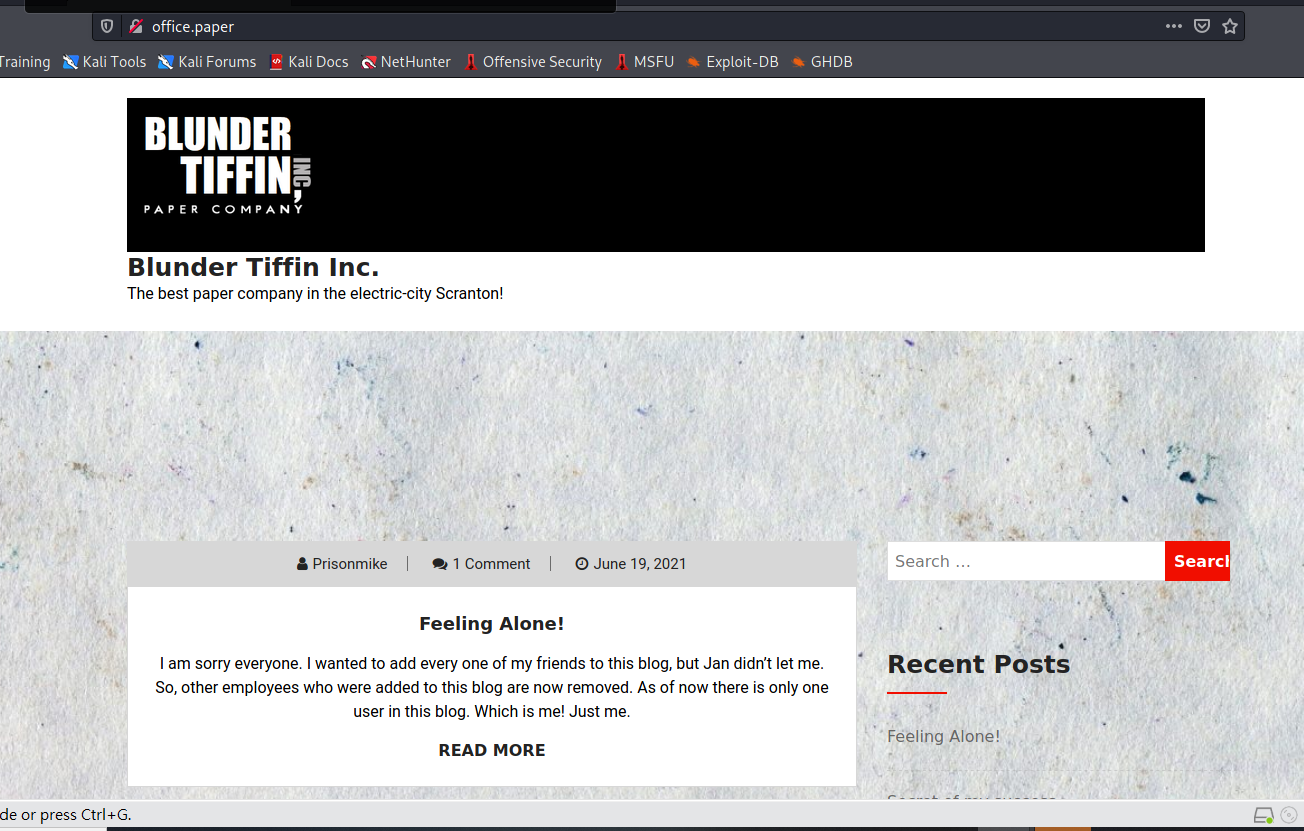 office.paper
Training Kali Tools Kali Forums Kali Docs NetHunter Offensive Security MSFU Exploit-DB GHDB
BLUNDER
TIFFIN INC,
PAPER COMPANY
Blunder Tiffin Inc.
The best paper company in the electric-city Scranton!
Prisonmike 1 Comment June 19, 2021
Feeling Alone!
I am sorry everyone. I wanted to add every one of my friends to this blog, but Jan didn’t let me.
So, other employees who were added to this blog are now removed. As of now there is only one
user in this blog. Which is me! Just me.
READ MORE
Search …
Search
Recent Posts
Feeling Alone!
Secret of my success
de or press Ctrl+G.